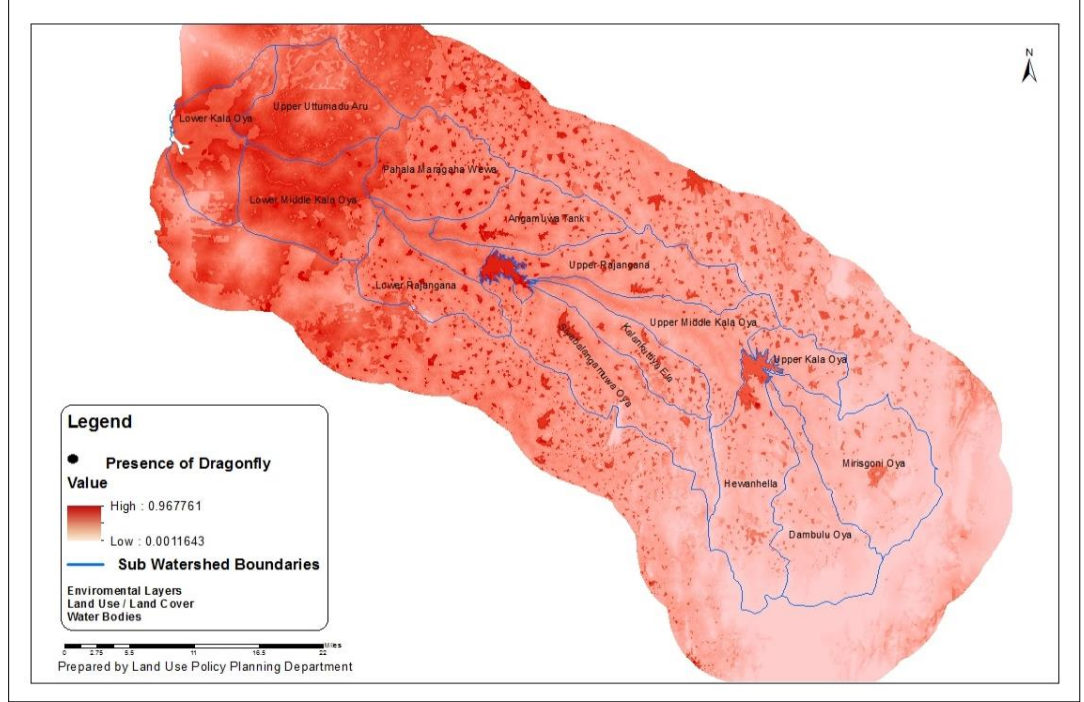 N
Upper Uttumadu Aru
Lower Kala Oya
Pahala Maragaha Wewa
Lower Middle Kala Oya
Angamuwa Tank
Upper Rajangana
Lower Rajangana
Upper Middle Kala Oya
Siyabalangamuwa Oya
Kalankuttiya Ela
Upper Kala Oya
Mirisgoni Oya
Hewanhella
Dambulu Oya
Legend
Presence of Dragonfly
Value
High : 0.967761
Low : 0.0011643
Sub Watershed Boundaries
Enviromental Layers
Land Use / Land Cover
Water Bodies
Miles
0 2.75 5.5 11 16.5 22
Prepared by Land Use Policy Planning Department